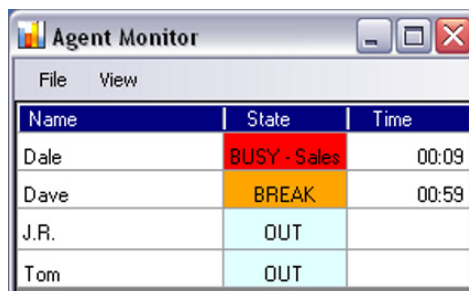 Agent Monitor
File View
Name State Time
Dale BUSY - Sales 00:09
Dave BREAK 00:59
J.R. OUT
Tom OUT